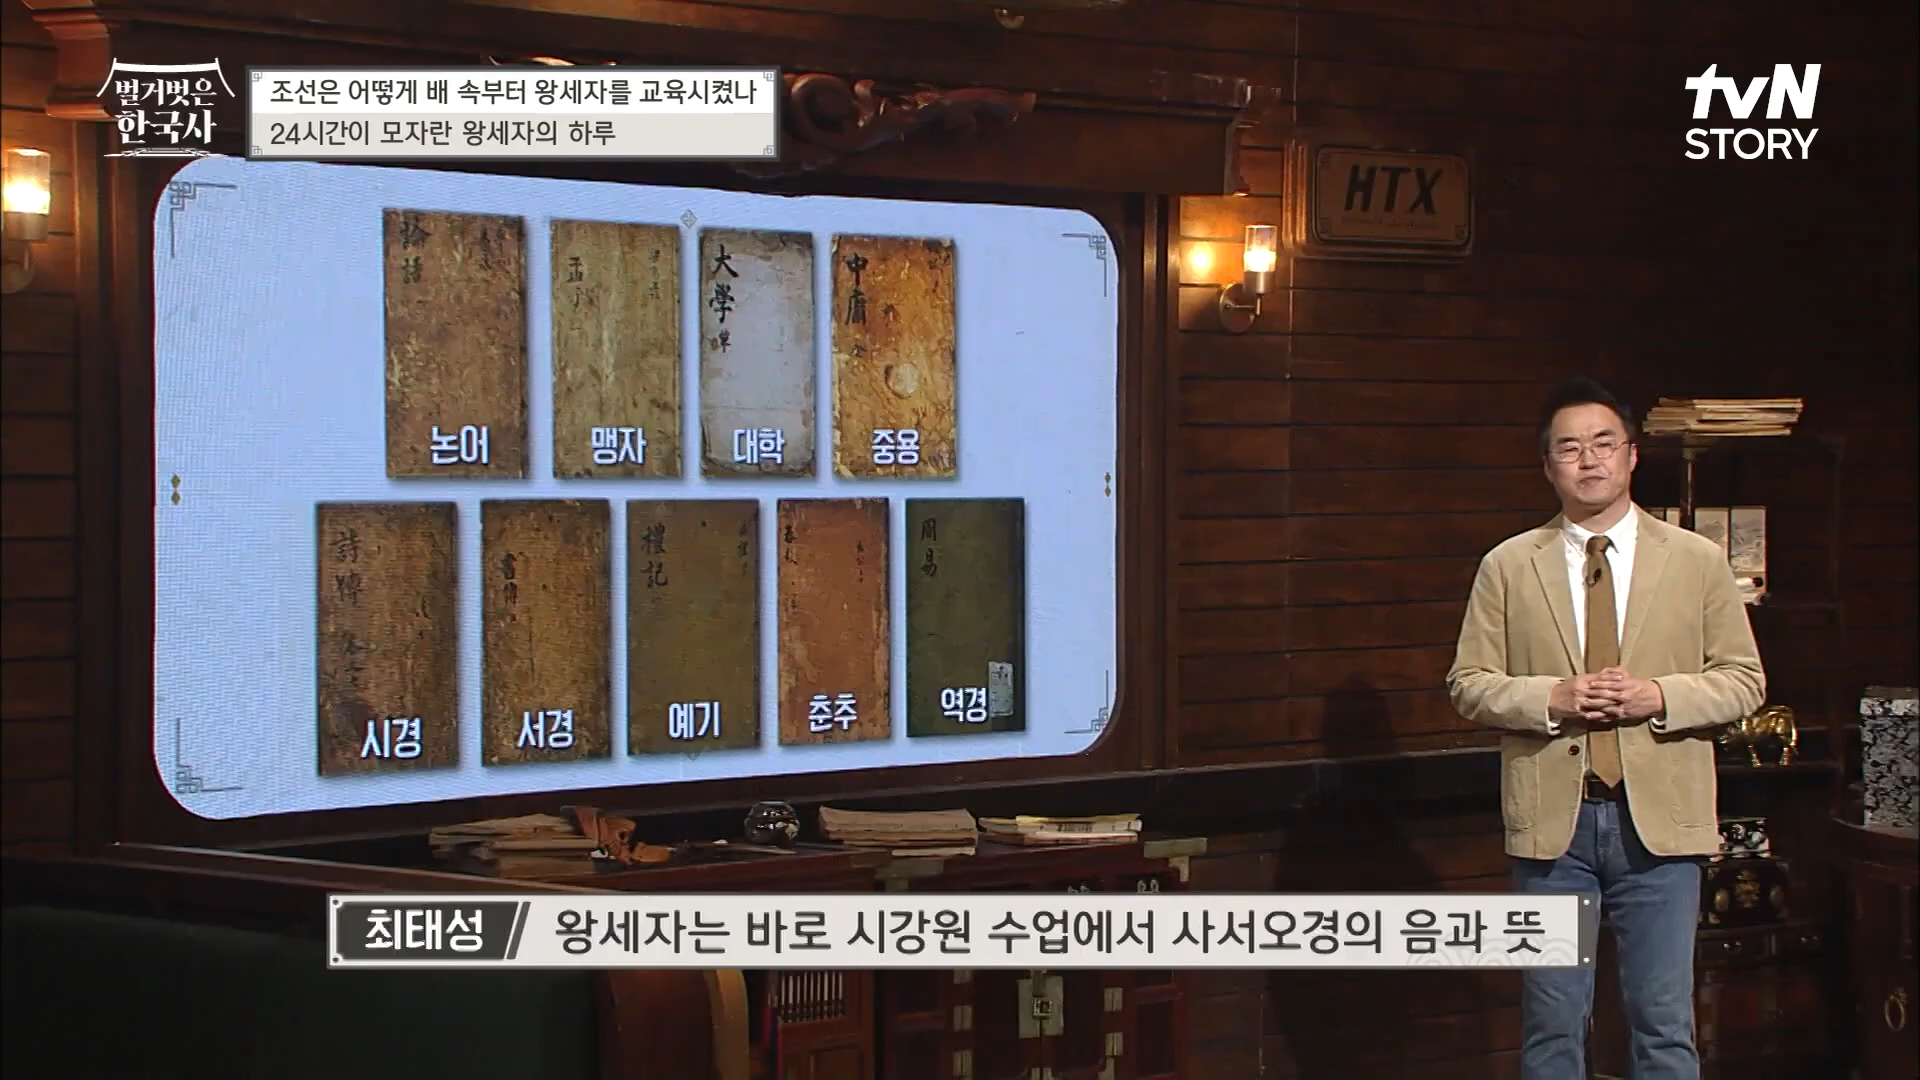 벌거벗은
한국사
조선은 어떻게 배 속부터 왕세자를 교육시켰나
24시간이 모자란 왕세자의 하루
tvN
STORY
HTX
大学
中庸
논어
맹자
대학
중용
詩傳
書傳
禮記
春秋
周易
시경
서경
예기
춘추
역경
최태성
왕세자는 바로 시강원 수업에서 사서오경의 음과 뜻